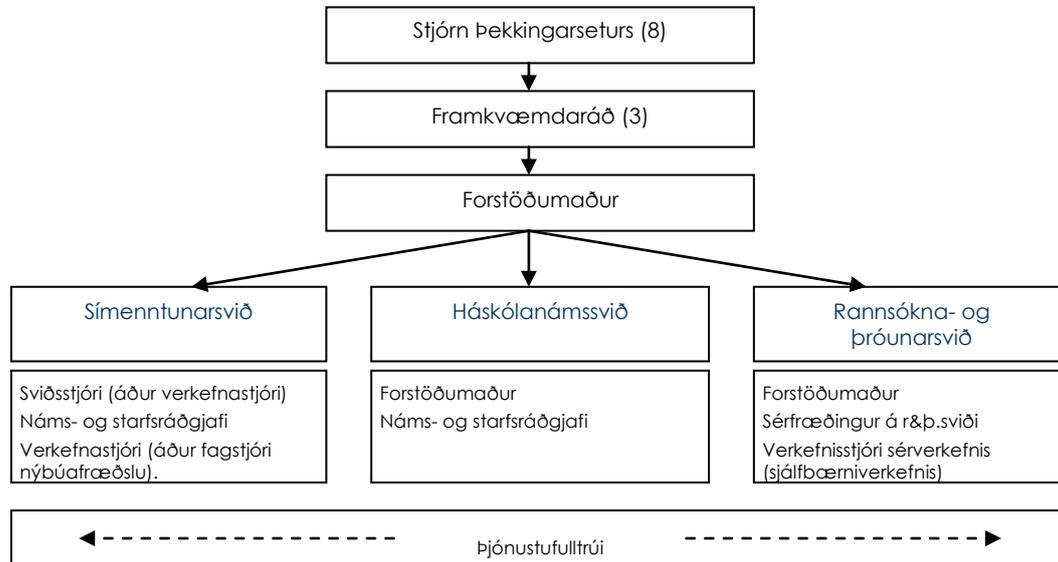 Stjórn Þekkingarseturs (8)
Framkvæmdaráð (3)
Forstöðumaður
Símenntunarsvið
Háskólanámssvið
Rannsókna- og
þróunarsvið
Sviðsstjóri (áður verkefnastjóri)
Náms- og starfsráðgjafi
Verkefnastjóri (áður fagstjóri
nýbúafræðslu).
Forstöðumaður
Náms- og starfsráðgjafi
Forstöðumaður
Sérfræðingur á r&þ.sviði
Verkefnisstjóri sérverkefnis
(sjálfbærniverkefnis)
Þjónustufulltrúi